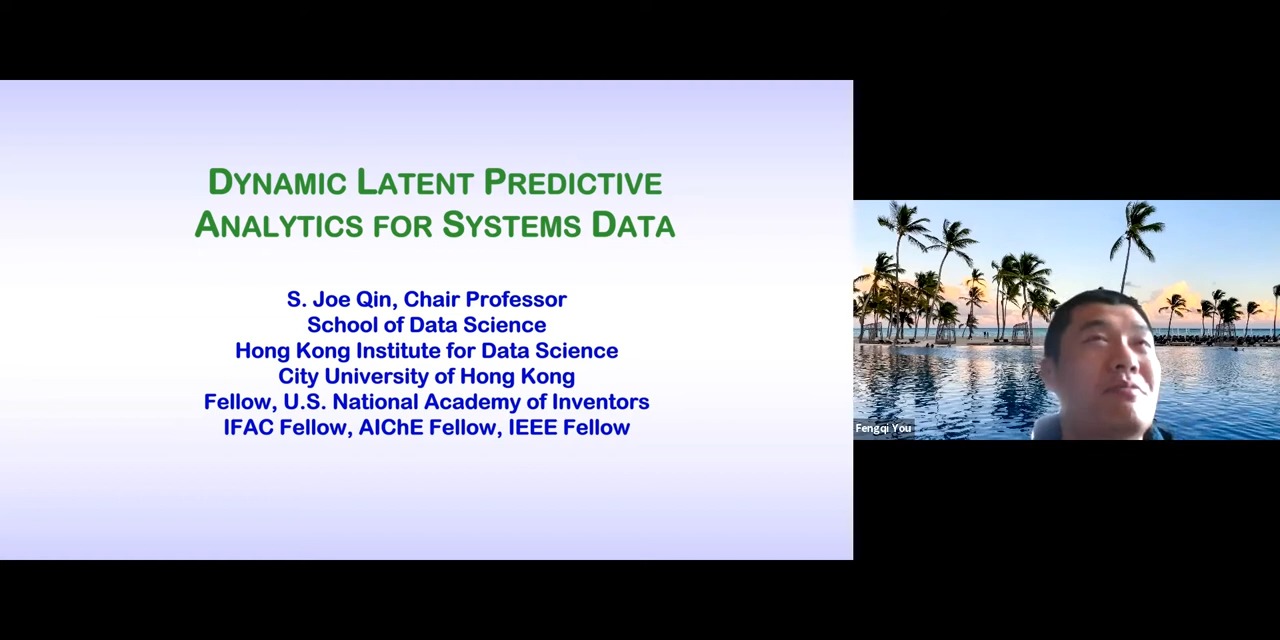 DYNAMIC LATENT PREDICTIVE
ANALYTICS FOR SYSTEMS DATA
S. Joe Qin, Chair Professor
School of Data Science
Hong Kong Institute for Data Science
City University of Hong Kong
Fellow, U.S. National Academy of Inventors
IFAC Fellow, AIChE Fellow, IEEE Fellow
Fengqi You